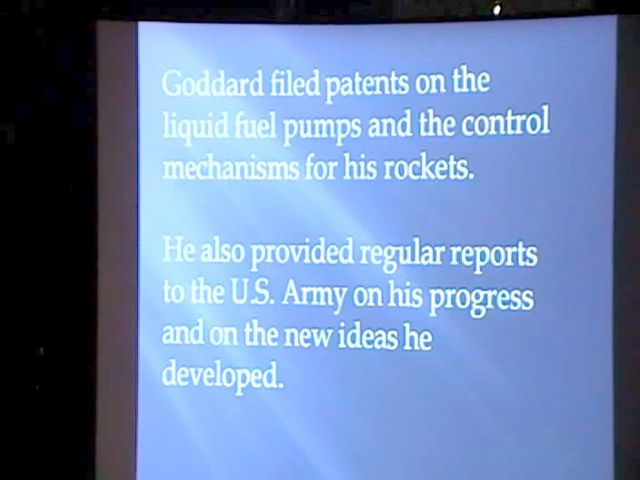 Goddard filed patents on the
liquid fuel pumps and the control
mechanisms for his rockets.
He also provided regular reports
to the U.S. Army on his progress
and on the new ideas he
developed.